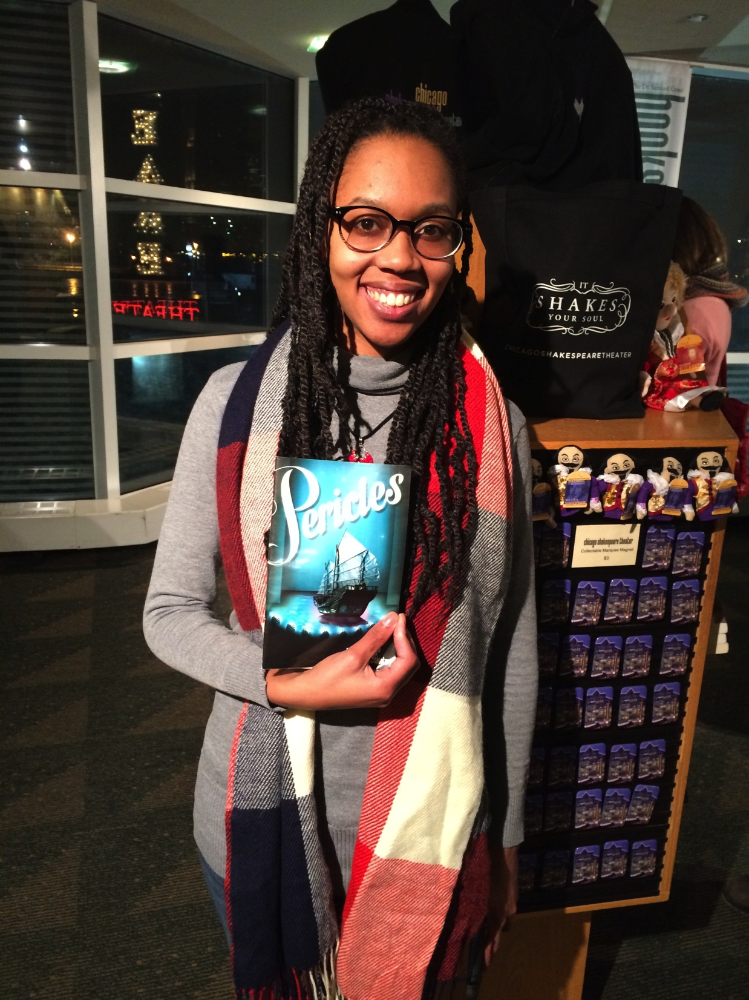 chicago
Pericles
IT
SHAKES
YOUR SOUL
CHICAGOSHAKESPEARETHEATER
THEATER
chicago shakespeare theater
Collectable Marquee Magnet
$3